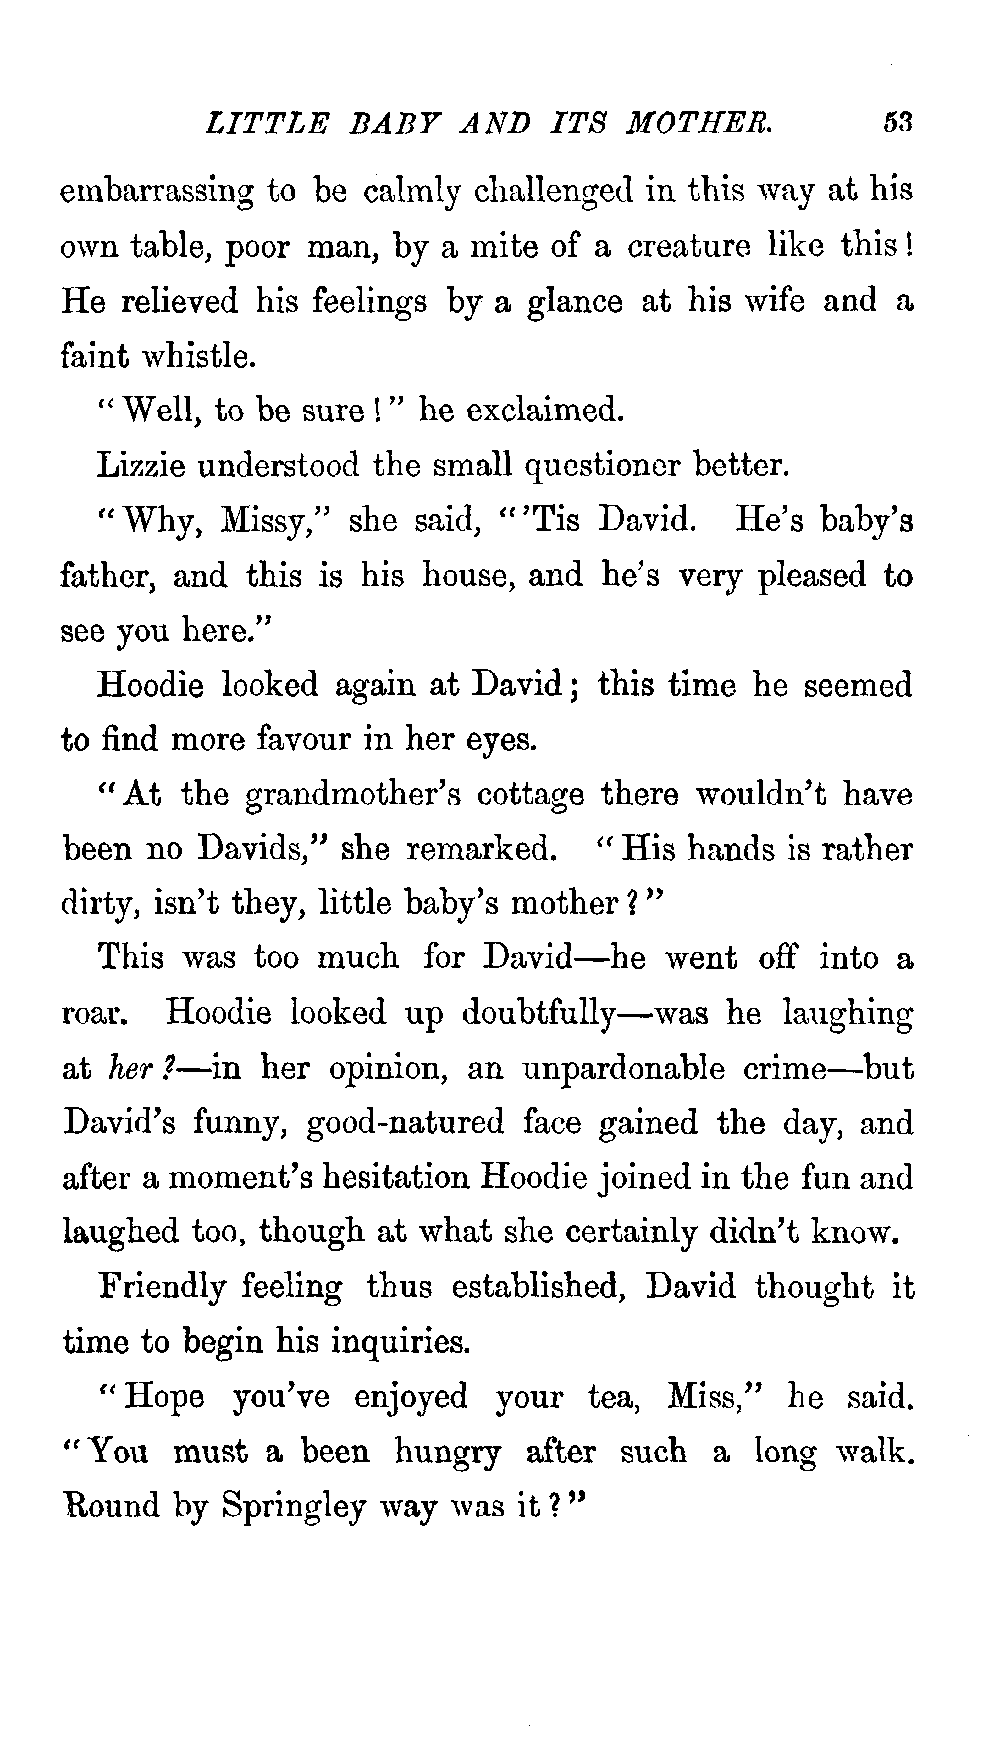 LITTLE BABY AND ITS MOTHER. 53
embarrassing to be calmly challenged in this way at his
own table, poor man, by a mite of a creature like this!
He relieved his feelings by a glance at his wife and a
faint whistle.
“Well, to be sure!” he exclaimed.
Lizzie understood the small questioner better.
“Why, Missy,” she said, “’Tis David. He’s baby’s
father, and this is his house, and he’s very pleased to
see you here.”
Hoodie looked again at David; this time he seemed
to find more favour in her eyes.
“At the grandmother’s cottage there wouldn’t have
been no Davids,” she remarked. “His hands is rather
dirty, isn’t they, little baby’s mother?”
This was too much for David—he went off into a
roar. Hoodie looked up doubtfully—was he laughing
at her?—in her opinion, an unpardonable crime—but
David’s funny, good-natured face gained the day, and
after a moment’s hesitation Hoodie joined in the fun and
laughed too, though at what she certainly didn’t know.
Friendly feeling thus established, David thought it
time to begin his inquiries.
“Hope you’ve enjoyed your tea, Miss,” he said.
“You must a been hungry after such a long walk.
Round by Springley way was it?”